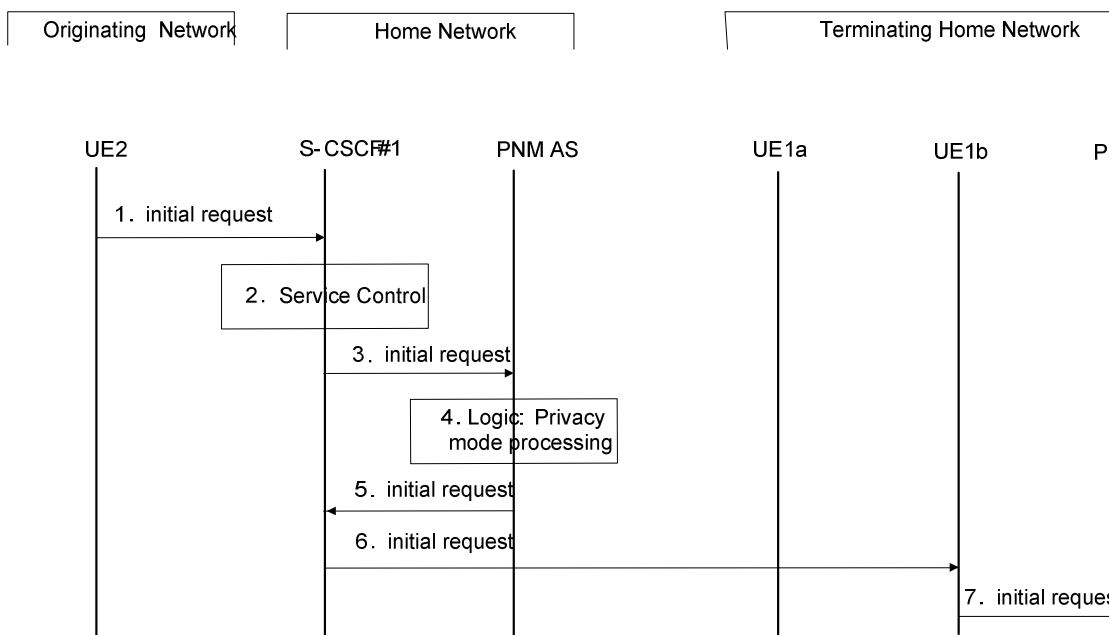 Originating Network
Home Network
Terminating Home Network
UE2
S-CSCF#1
PNM AS
UE1a
UE1b
P
1. initial request
2. Service Control
3. initial request
4. Logic: Privacy
mode processing
5. initial request
6. initial request
7. initial reques